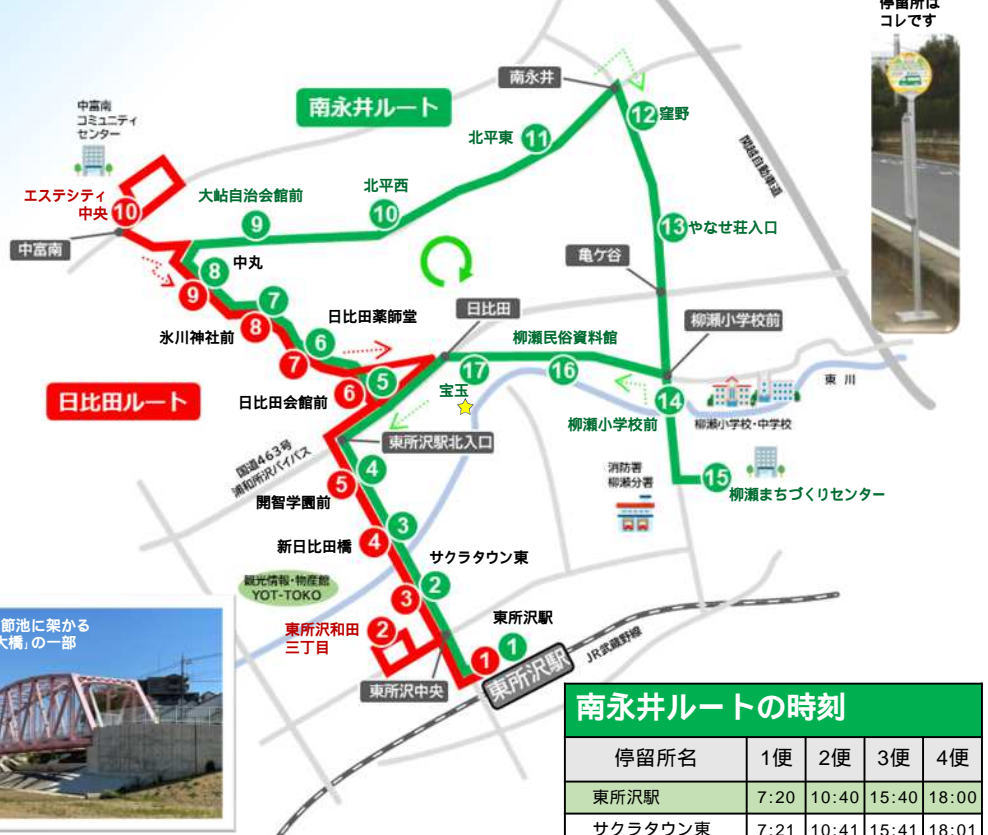 停留所は
コレです
南永井
南永井ルート
中富南
コミュニティ
センター
12
窪野
11
北平東
関越自動車道
エステシティ
中央
10
大岾自治会館前
9
北平西
10
13
やなせ荘入口
中富南
8
中丸
亀ケ谷
9
7
日比田薬師堂
日比田
柳瀬小学校前
氷川神社前
8
6
柳瀬民俗資料館
7
5
17
16
東川
日比田ルート
日比田会館前
6
宝玉
14
柳瀬小学校・中学校
柳瀬小学校前
東所沢駅北入口
国道463号
浦和所沢バイパス
4
消防署
柳瀬分署
15
柳瀬まちづくりセンター
5
開智学園前
3
新日比田橋
4
サクラタウン東
2
観光情報・物産館
YOT-TOKO
3
東所沢和田
三丁目
2
東所沢駅
1
1
節池に架かる
大橋」の一部
東所沢中央
東所沢駅
JR武蔵野線
南永井ルートの時刻
停留所名 1便 2便 3便 4便
東所沢駅 7:20 10:40 15:40 18:00
サクラタウン東 7:21 10:41 15:41 18:01